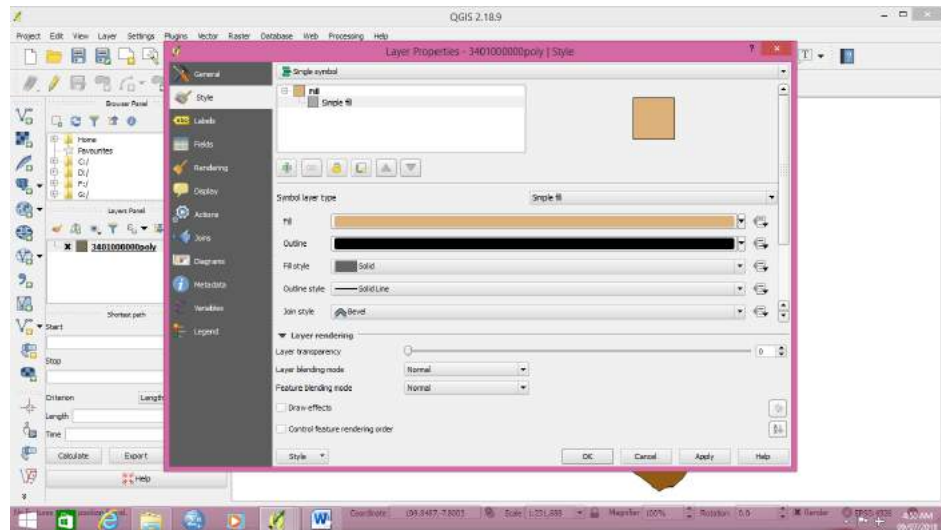 QGIS 2.18.9
Project Edit View Layer Settings Plugins Vector Raster Database Web Processing Help
Layer Properties - 3401000000poly | Style
General
Style
Labels
Fields
Rendering
Display
Actions
Joins
Diagrams
Metadata
Variables
Legend
Single symbol
Fill
Simple fill
Symbol layer type
Simple fill
Fill
Outline
Fill style
Solid
Outline style
Solid Line
Join style
Bevel
Layer rendering
Layer transparency
0
Layer blending mode
Normal
Feature blending mode
Normal
Draw effects
Control feature rendering order
Style
OK
Cancel
Apply
Help
Browser Panel
Home
Favourites
C:/
D:/
F:/
G:/
Layers Panel
3401000000poly
Shortest path
Start
Stop
Criterion
Length
Length
Time
Calculate
Export
Help
Coordinate
Scale
Magnifier 100%
Rotation 0.0
Render
4:50 AM